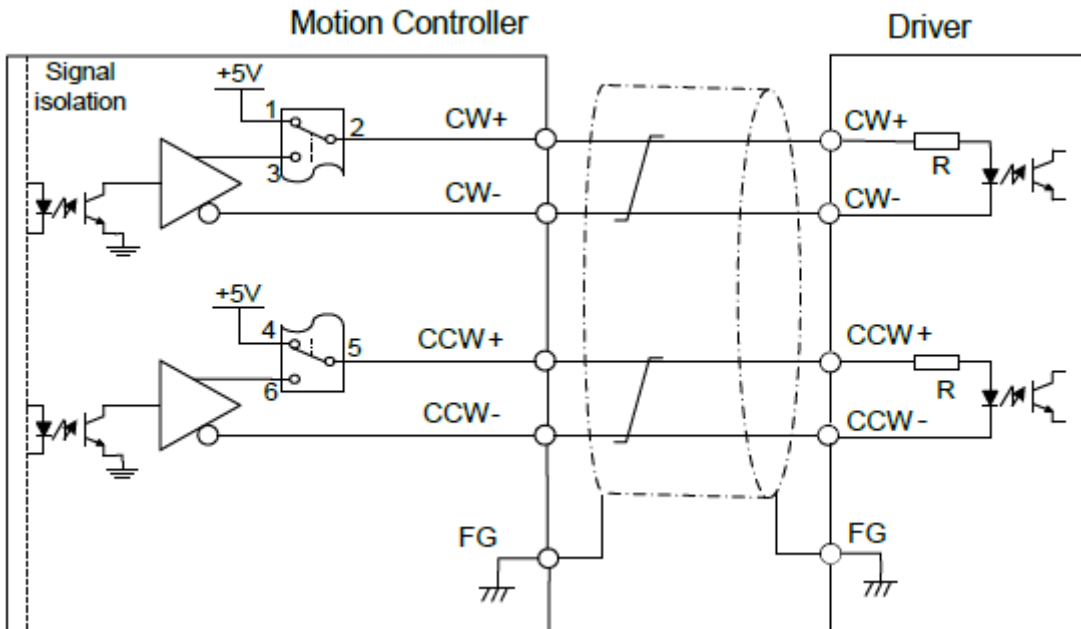 Motion Controller
Driver
Signal
isolation
+5V
1
2
3
CW+
CW-
CW+
R
CW-
+5V
4
5
6
CCW+
CCW-
CCW+
R
CCW-
FG
FG